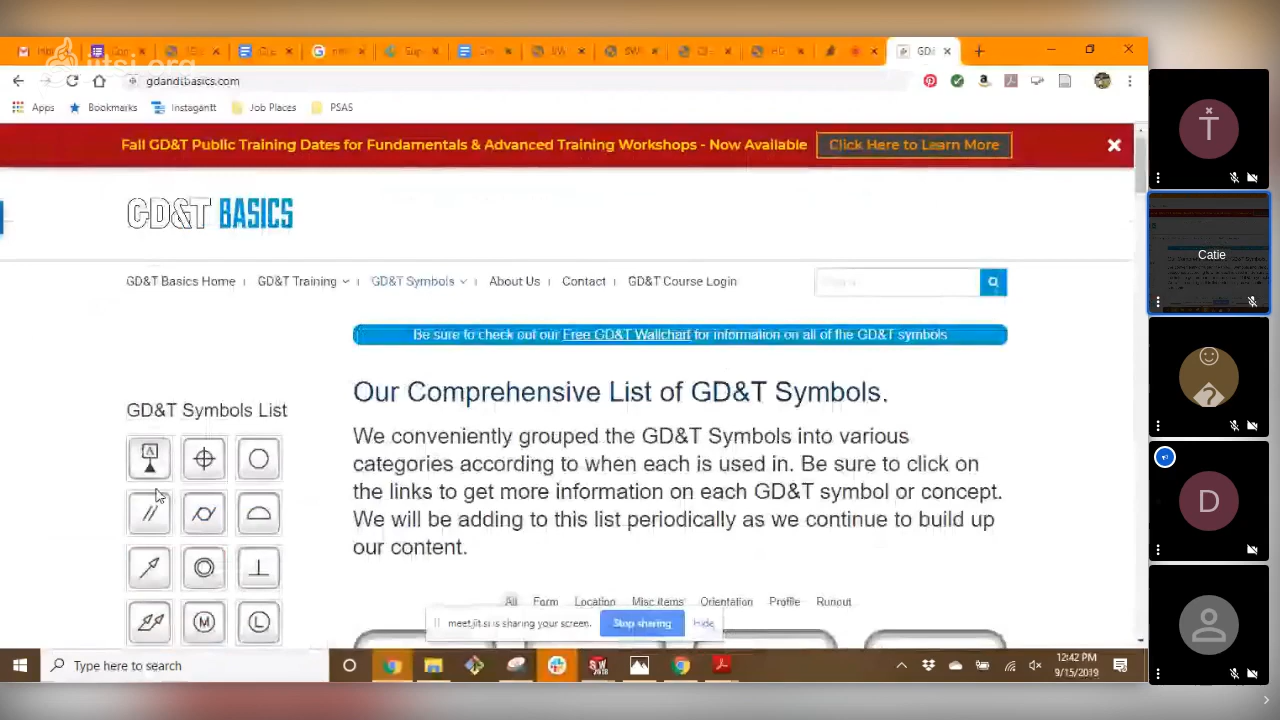 jitsi.org
GD&
gdandtbasics.com
Apps Bookmarks Instagantt Job Places PSAS
Fall GD&T Public Training Dates for Fundamentals & Advanced Training Workshops - Now Available Click Here to Learn More
GD&T BASICS
GD&T Basics Home GD&T Training GD&T Symbols About Us Contact GD&T Course Login
Be sure to check out our Free GD&T Wallchart for information on all of the GD&T symbols
Our Comprehensive List of GD&T Symbols.
GD&T Symbols List
We conveniently grouped the GD&T Symbols into various
categories according to when each is used in. Be sure to click on
the links to get more information on each GD&T symbol or concept.
We will be adding to this list periodically as we continue to build up
our content.
A
M L
All Form Location Misc Items Orientation Profile Runout
meet.jit.si is sharing your screen. Stop sharing Hide
Type here to search
12:42 PM
9/15/2019
T
Catie
D